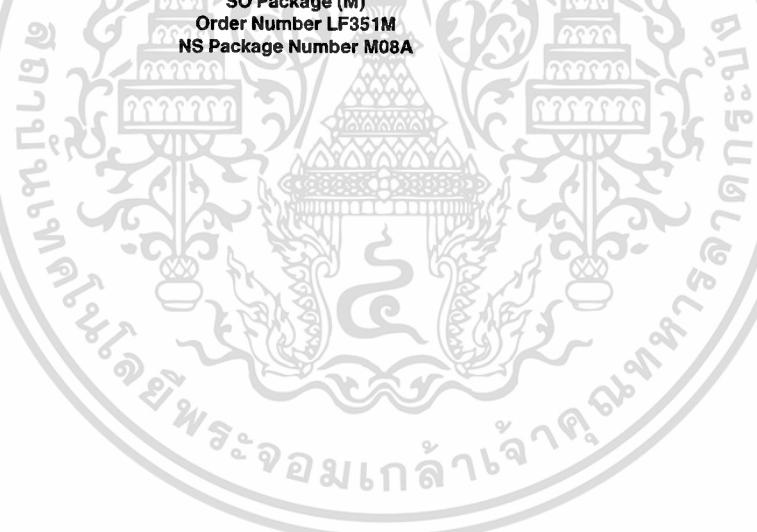 SO Package (M)
Order Number LF351M
NS Package Number M08A
สถาบันเทคโนโลยีพระจอมเกล้าเจ้าคุณทหารลาดกระบัง
๔